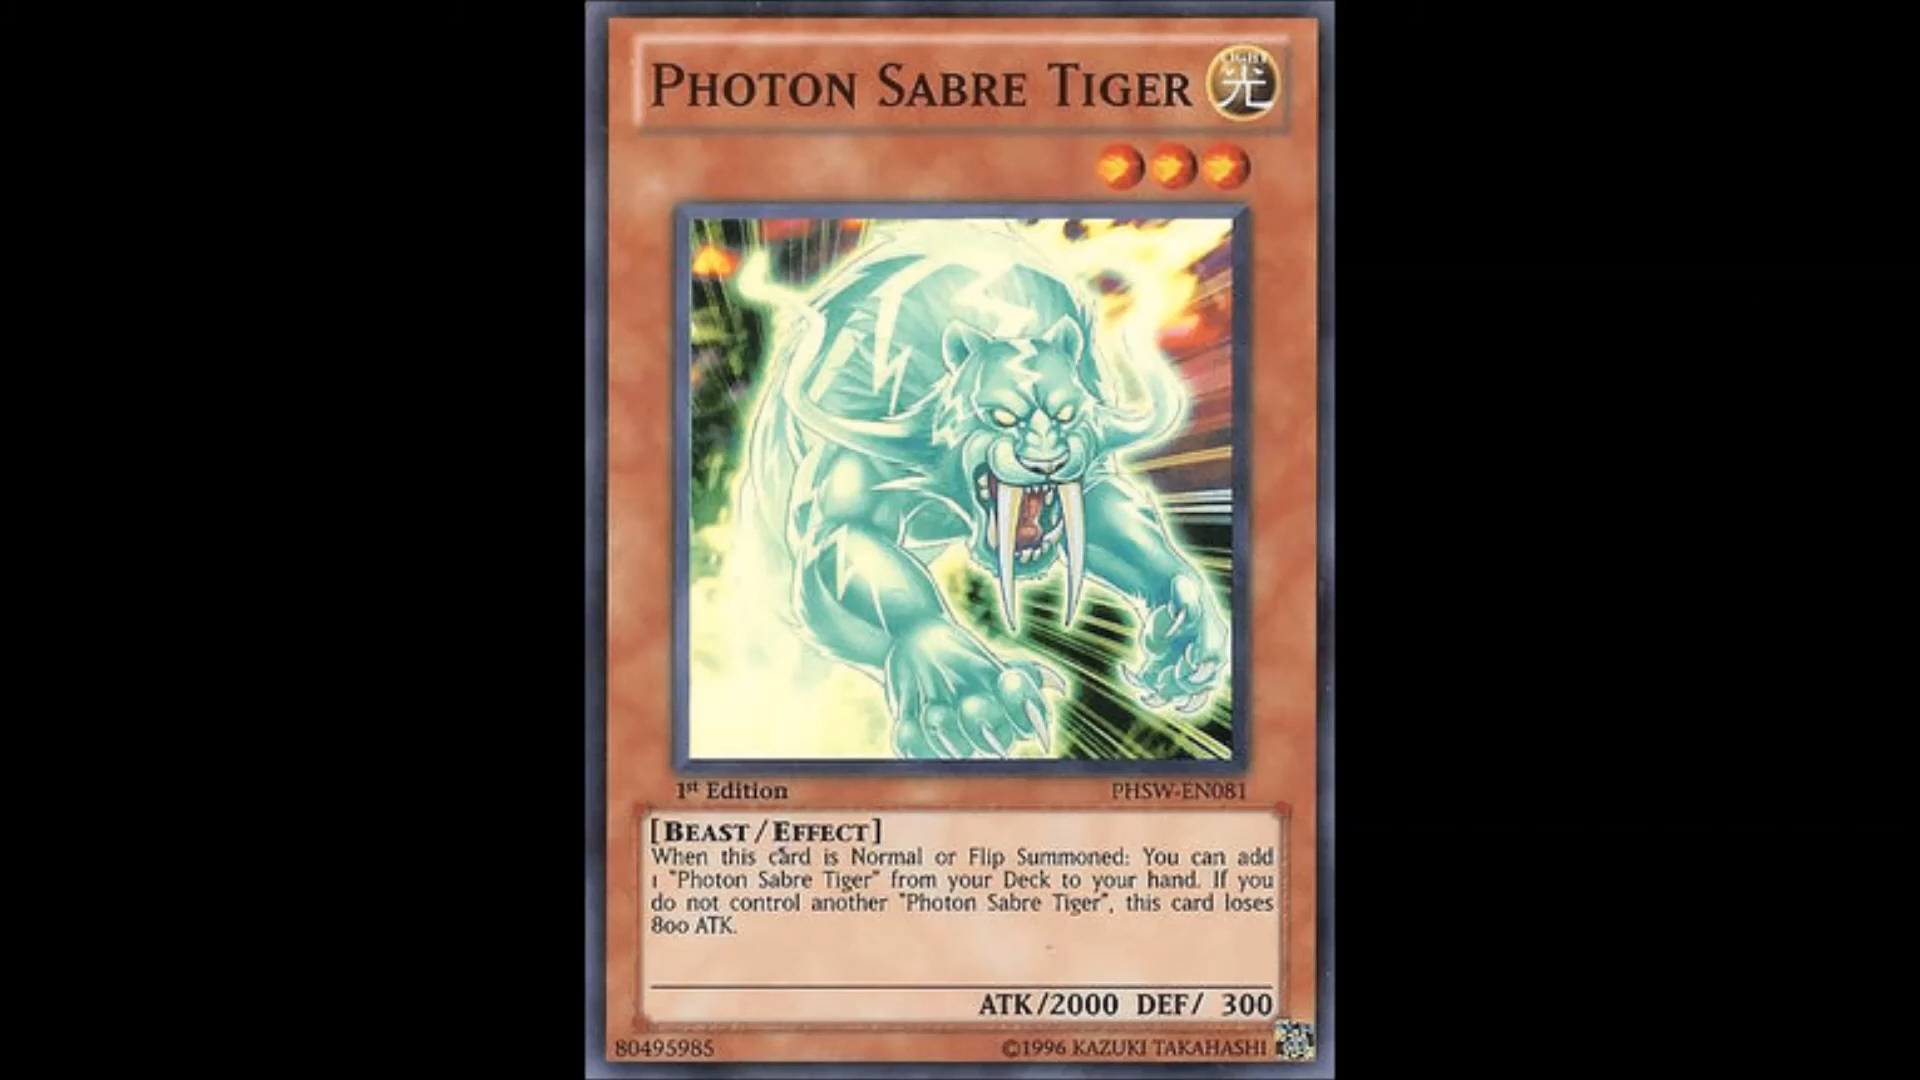 PHOTON SABRE TIGER
LIGHT
光
1st Edition
PHSW-EN081
[BEAST/EFFECT]
When this card is Normal or Flip Summoned: You can add
1 "Photon Sabre Tiger" from your Deck to your hand. If you
do not control another "Photon Sabre Tiger", this card loses
800 ATK.
ATK/2000 DEF/ 300
80495985
©1996 KAZUKI TAKAHASHI